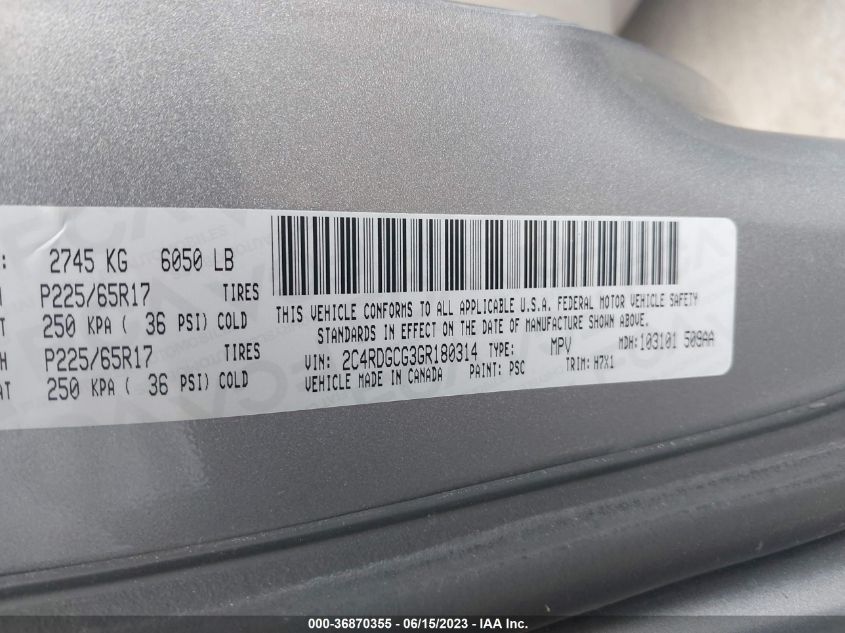 : 2745 KG 6050 LB
P225/65R17 TIRES
T 250 KPA ( 36 PSI) COLD
H P225/65R17 TIRES
AT 250 KPA ( 36 PSI) COLD
THIS VEHICLE CONFORMS TO ALL APPLICABLE U.S.A. FEDERAL MOTOR VEHICLE SAFETY
STANDARDS IN EFFECT ON THE DATE OF MANUFACTURE SHOWN ABOVE.
VIN: 2C4RDGCG3GR180314 TYPE: MPV MDH:103101 509AA
VEHICLE MADE IN CANADA PAINT: PSC TRIM: H7X1
000-36870355 - 06/15/2023 - IAA Inc.